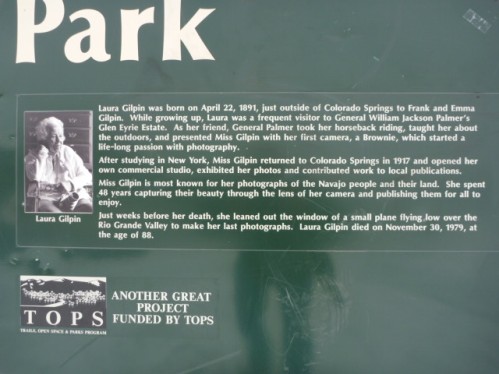 Park
Laura Gilpin was born on April 22, 1891, just outside of Colorado Springs to Frank and Emma
Gilpin. While growing up, Laura was a frequent visitor to General William Jackson Palmer's
Glen Eyrie Estate. As her friend, General Palmer took her horseback riding, taught her about
the outdoors, and presented Miss Gilpin with her first camera, a Brownie, which started a
life-long passion with photography.
After studying in New York, Miss Gilpin returned to Colorado Springs in 1917 and opened her
own commercial studio, exhibited her photos and contributed work to local publications.
Miss Gilpin is most known for her photographs of the Navajo people and their land. She spent
48 years capturing their beauty through the lens of her camera and publishing them for all to
enjoy.
Just weeks before her death, she leaned out the window of a small plane flying low over the
Rio Grande Valley to make her last photographs. Laura Gilpin died on November 30, 1979, at
the age of 88.
Laura Gilpin
TOPS
TRAILS, OPEN SPACE & PARKS PROGRAM
ANOTHER GREAT
PROJECT
FUNDED BY TOPS